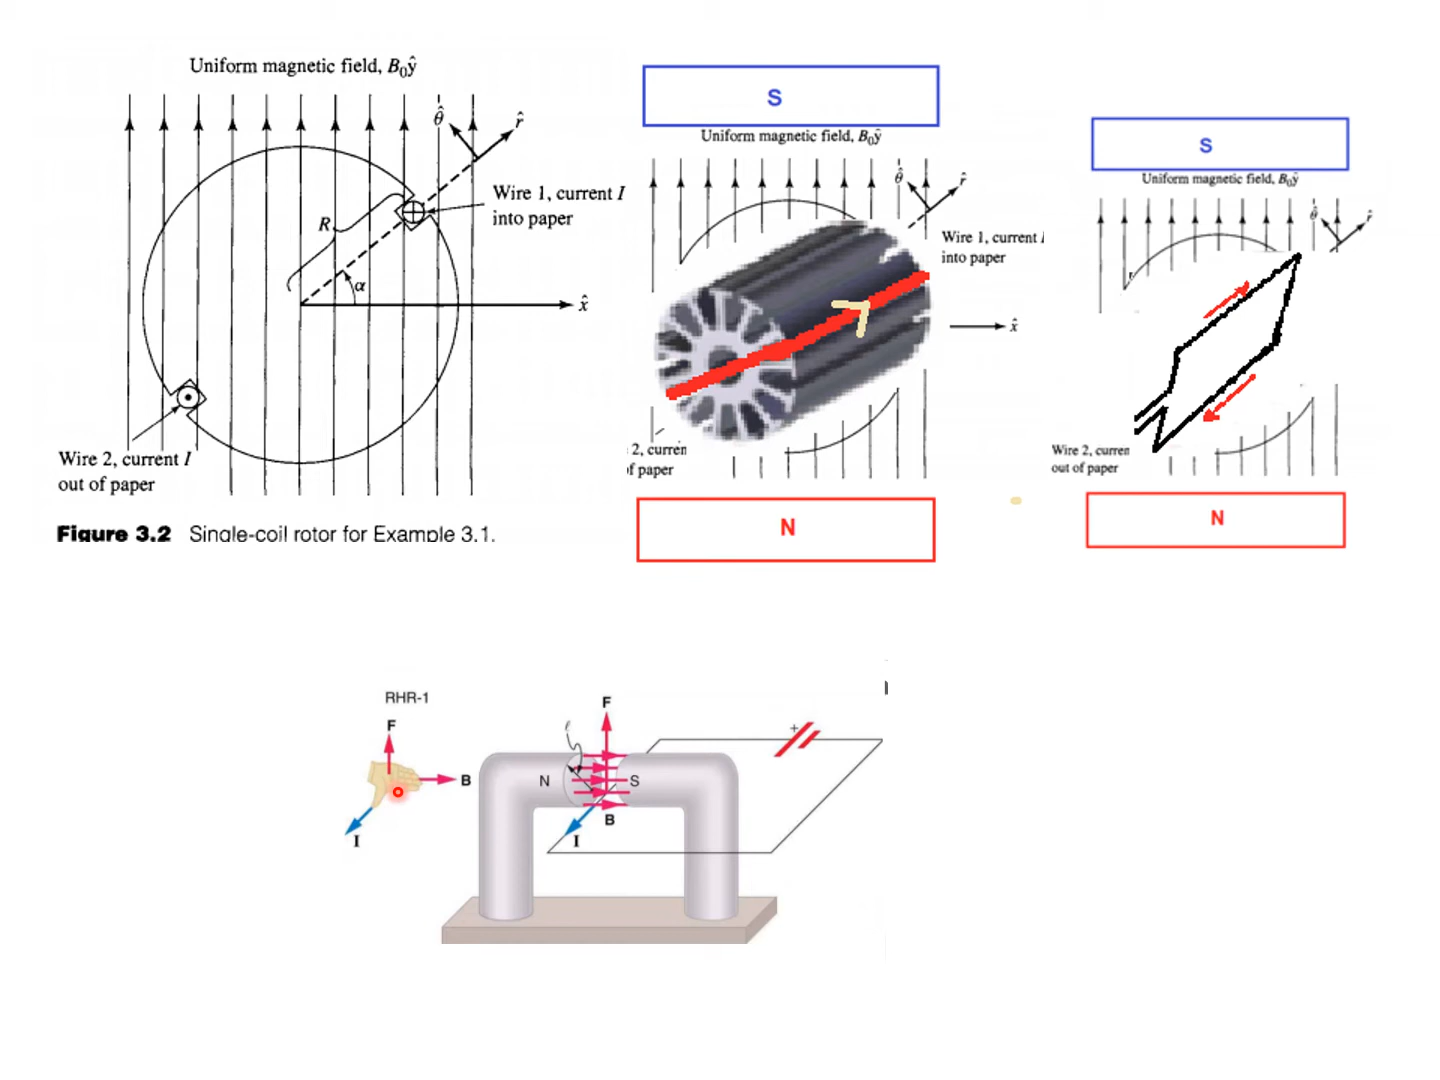 Uniform magnetic field, B₀ŷ
θ̂
r̂
Wire 1, current I
into paper
R
α
x̂
Wire 2, current I
out of paper
Figure 3.2 Single-coil rotor for Example 3.1.
S
Uniform magnetic field, B₀ŷ
θ̂
r̂
Wire 1, current I
into paper
x̂
2, curren
of paper
N
S
Uniform magnetic field, B₀ŷ
θ̂
r̂
Wire 2, curren
out of paper
N
RHR-1
F
B
I
F
ℓ
N
S
B
I
+